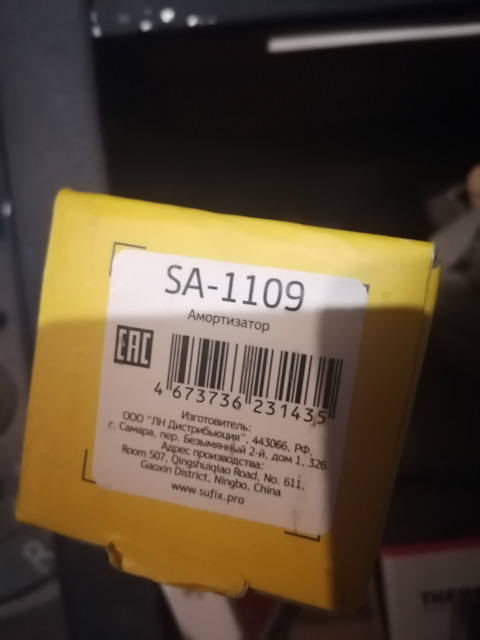 SA-1109
Амортизатор
EAC
4 673736 231435
Изготовитель:
ООО "ЛН Дистрибьюция", 443066, РФ,
г. Самара, пер. Безымянный 2-й, дом 1, 326
Адрес производства:
Room 507, Qingshuiqiao Road, No. 611,
Gaoxin District, Ningbo, China
www.sufix.pro
THER